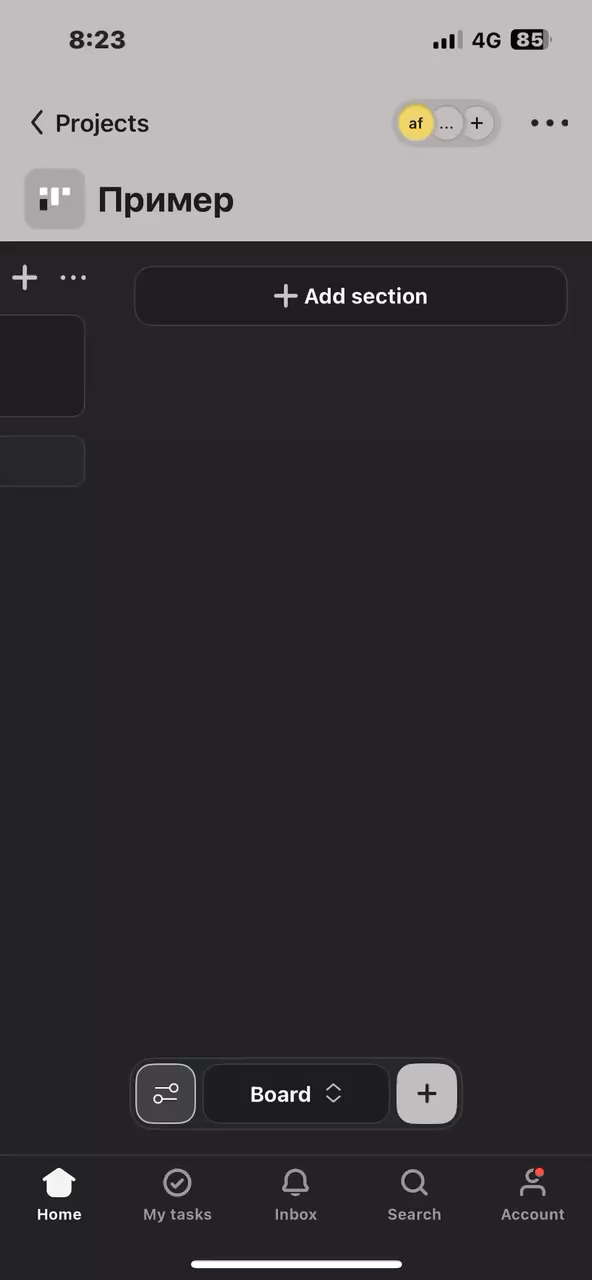 8:23 4G 85
Projects af ... +
Пример
Add section
Board
Home My tasks Inbox Search Account